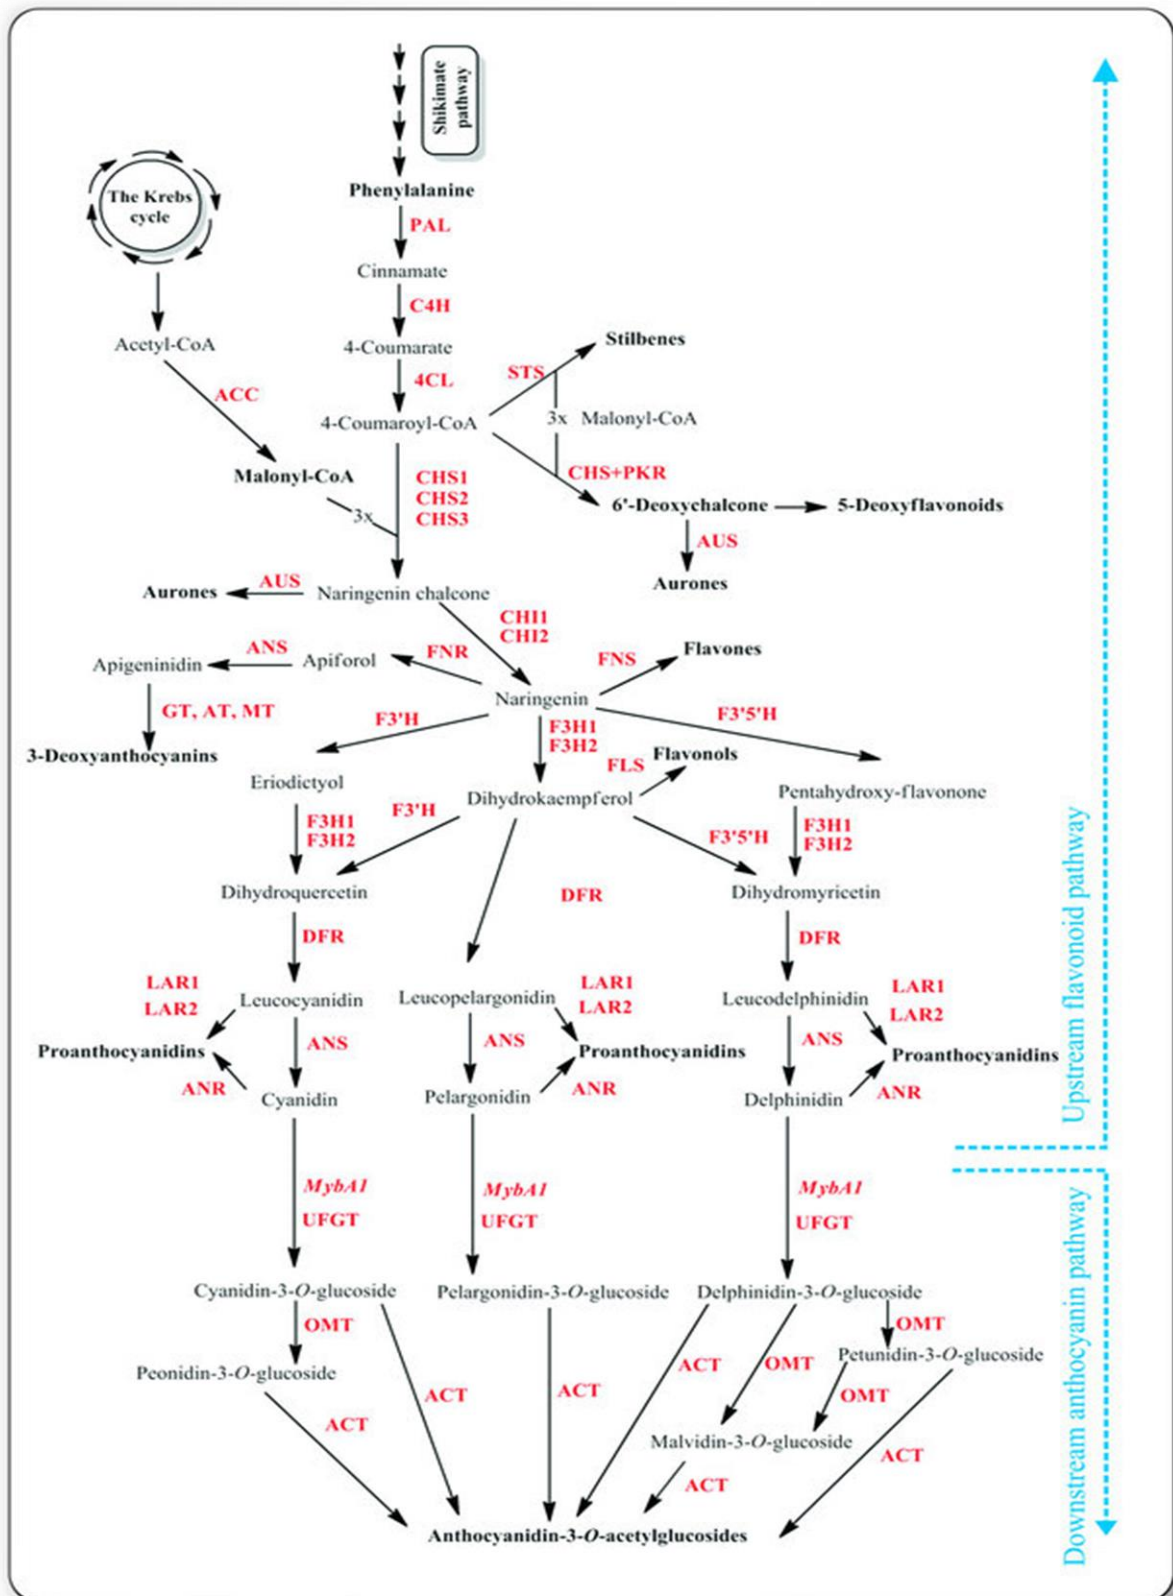 Shikimate
pathway
The Krebs
cycle
Phenylalanine
PAL
Cinnamate
C4H
Acetyl-CoA
4-Coumarate
Stilbenes
ACC
4CL
STS
4-Coumaroyl-CoA
3x Malonyl-CoA
Malonyl-CoA
CHS1
CHS2
CHS3
3x
CHS+PKR
6'-Deoxychalcone
5-Deoxyflavonoids
AUS
Aurones
Aurones
AUS
Naringenin chalcone
CHI1
CHI2
Apigeninidin
ANS
Apiforol
FNR
FNS
Flavones
Naringenin
GT, AT, MT
3-Deoxyanthocyanins
F3'H
F3H1
F3H2
F3'5'H
FLS
Flavonols
Eriodictyol
Dihydrokaempferol
Pentahydroxy-flavonone
F3H1
F3H2
F3'H
F3'5'H
F3H1
F3H2
Dihydroquercetin
Dihydromyricetin
DFR
DFR
DFR
LAR1
LAR2
Leucocyanidin
Leucopelargonidin
LAR1
LAR2
Leucodelphinidin
LAR1
LAR2
Proanthocyanidins
ANS
ANS
Proanthocyanidins
ANS
Proanthocyanidins
ANR
Cyanidin
Pelargonidin
ANR
Delphinidin
ANR
MybA1
UFGT
MybA1
UFGT
MybA1
UFGT
Cyanidin-3-O-glucoside
Pelargonidin-3-O-glucoside
Delphinidin-3-O-glucoside
OMT
OMT
Peonidin-3-O-glucoside
Petunidin-3-O-glucoside
ACT
ACT
ACT
ACT
OMT
OMT
Malvidin-3-O-glucoside
ACT
ACT
Anthocyanidin-3-O-acetylglucosides
Upstream flavonoid pathway
Downstream anthocyanin pathway